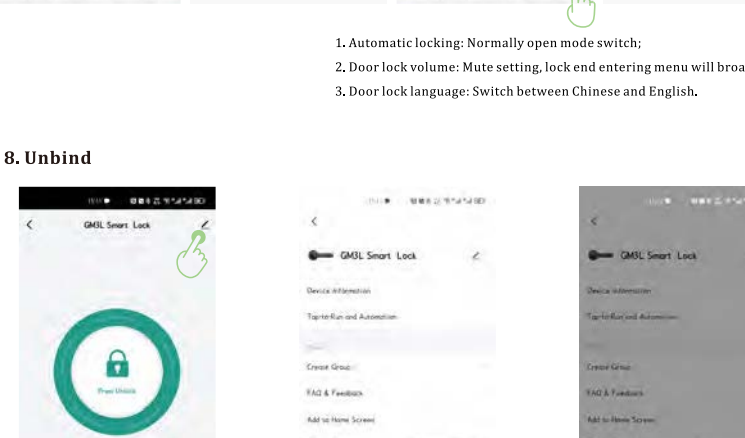 1. Automatic locking: Normally open mode switch;
2. Door lock volume: Mute setting, lock end entering menu will broa
3. Door lock language: Switch between Chinese and English.
8. Unbind
GM3L Smart Lock
Press Unlock
GM3L Smart Lock
Device Information
Tap-to-Run and Automation
Create Group
FAQ & Feedback
Add to Home Screen
GM3L Smart Lock
Device Information
Tap-to-Run and Automation
Create Group
FAQ & Feedback
Add to Home Screen